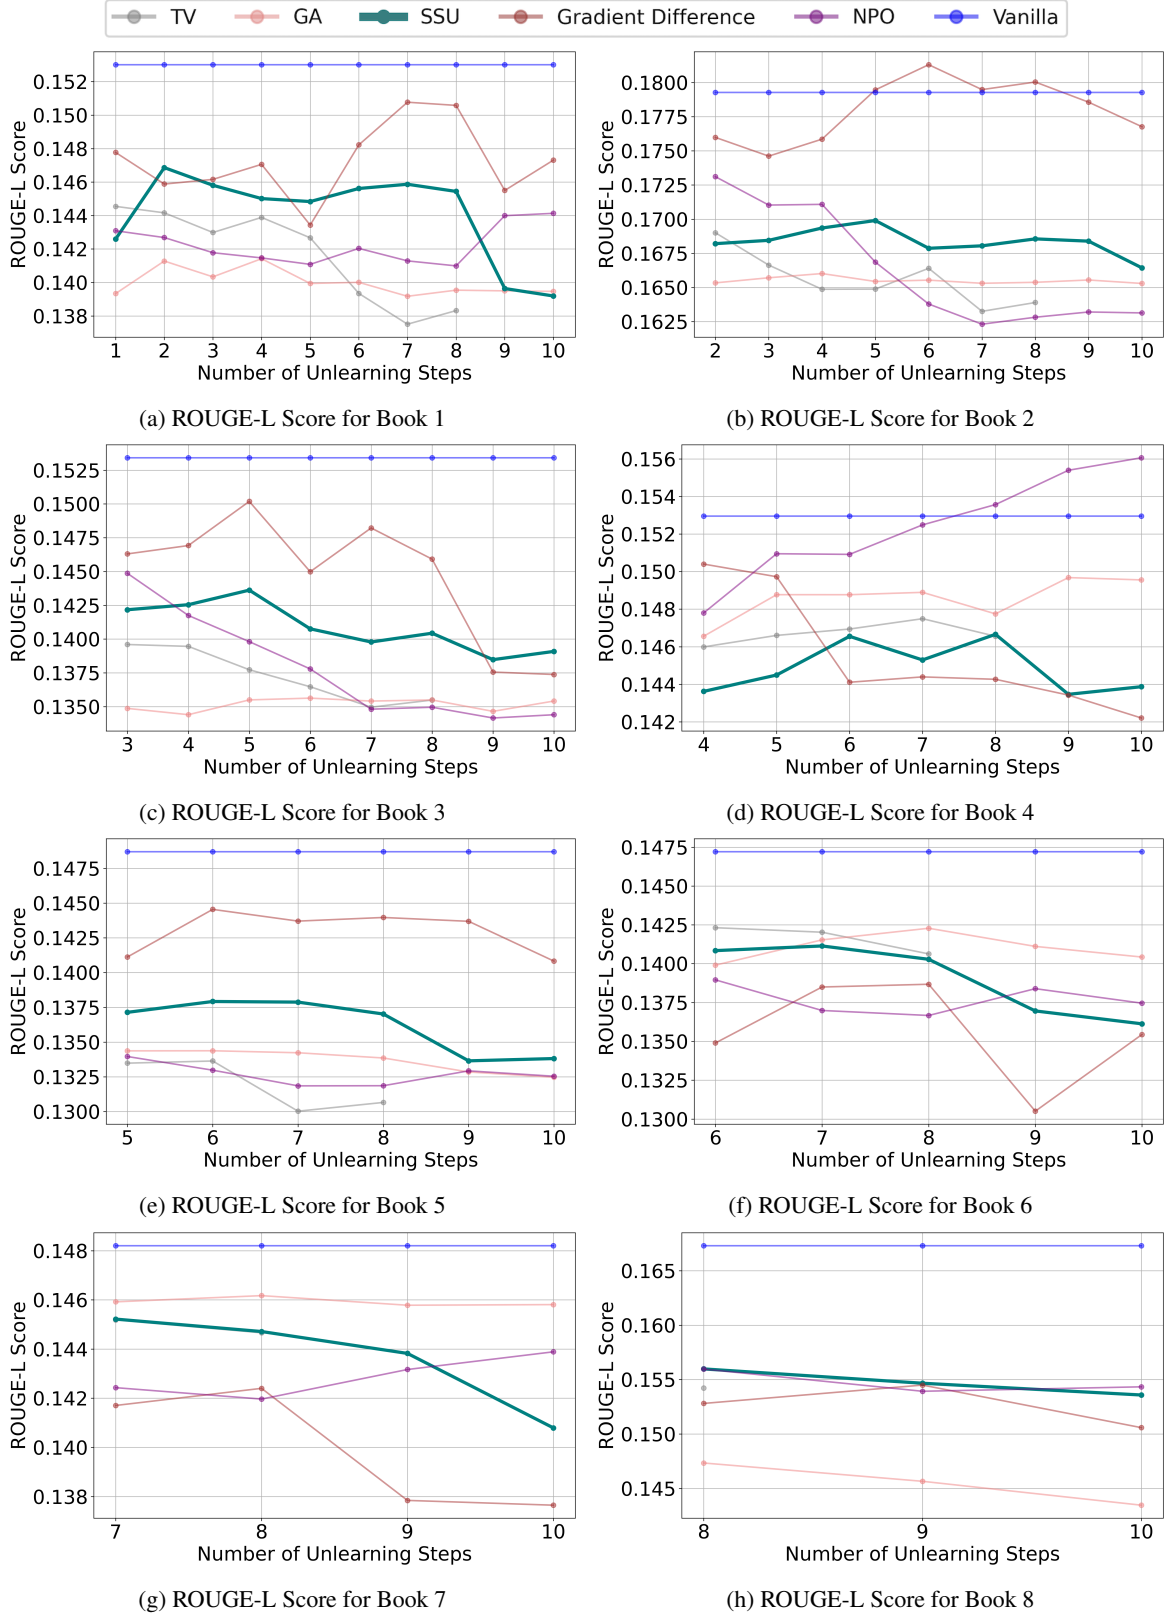 TV GA SSU Gradient Difference NPO Vanilla
0.152
0.150
0.148
0.146
0.144
0.142
0.140
0.138
ROUGE-L Score
1 2 3 4 5 6 7 8 9 10
Number of Unlearning Steps
(a) ROUGE-L Score for Book 1
0.1800
0.1775
0.1750
0.1725
0.1700
0.1675
0.1650
0.1625
ROUGE-L Score
2 3 4 5 6 7 8 9 10
Number of Unlearning Steps
(b) ROUGE-L Score for Book 2
0.1525
0.1500
0.1475
0.1450
0.1425
0.1400
0.1375
0.1350
ROUGE-L Score
3 4 5 6 7 8 9 10
Number of Unlearning Steps
(c) ROUGE-L Score for Book 3
0.156
0.154
0.152
0.150
0.148
0.146
0.144
0.142
ROUGE-L Score
4 5 6 7 8 9 10
Number of Unlearning Steps
(d) ROUGE-L Score for Book 4
0.1475
0.1450
0.1425
0.1400
0.1375
0.1350
0.1325
0.1300
ROUGE-L Score
5 6 7 8 9 10
Number of Unlearning Steps
(e) ROUGE-L Score for Book 5
0.1475
0.1450
0.1425
0.1400
0.1375
0.1350
0.1325
0.1300
ROUGE-L Score
6 7 8 9 10
Number of Unlearning Steps
(f) ROUGE-L Score for Book 6
0.148
0.146
0.144
0.142
0.140
0.138
ROUGE-L Score
7 8 9 10
Number of Unlearning Steps
(g) ROUGE-L Score for Book 7
0.165
0.160
0.155
0.150
0.145
ROUGE-L Score
8 9 10
Number of Unlearning Steps
(h) ROUGE-L Score for Book 8